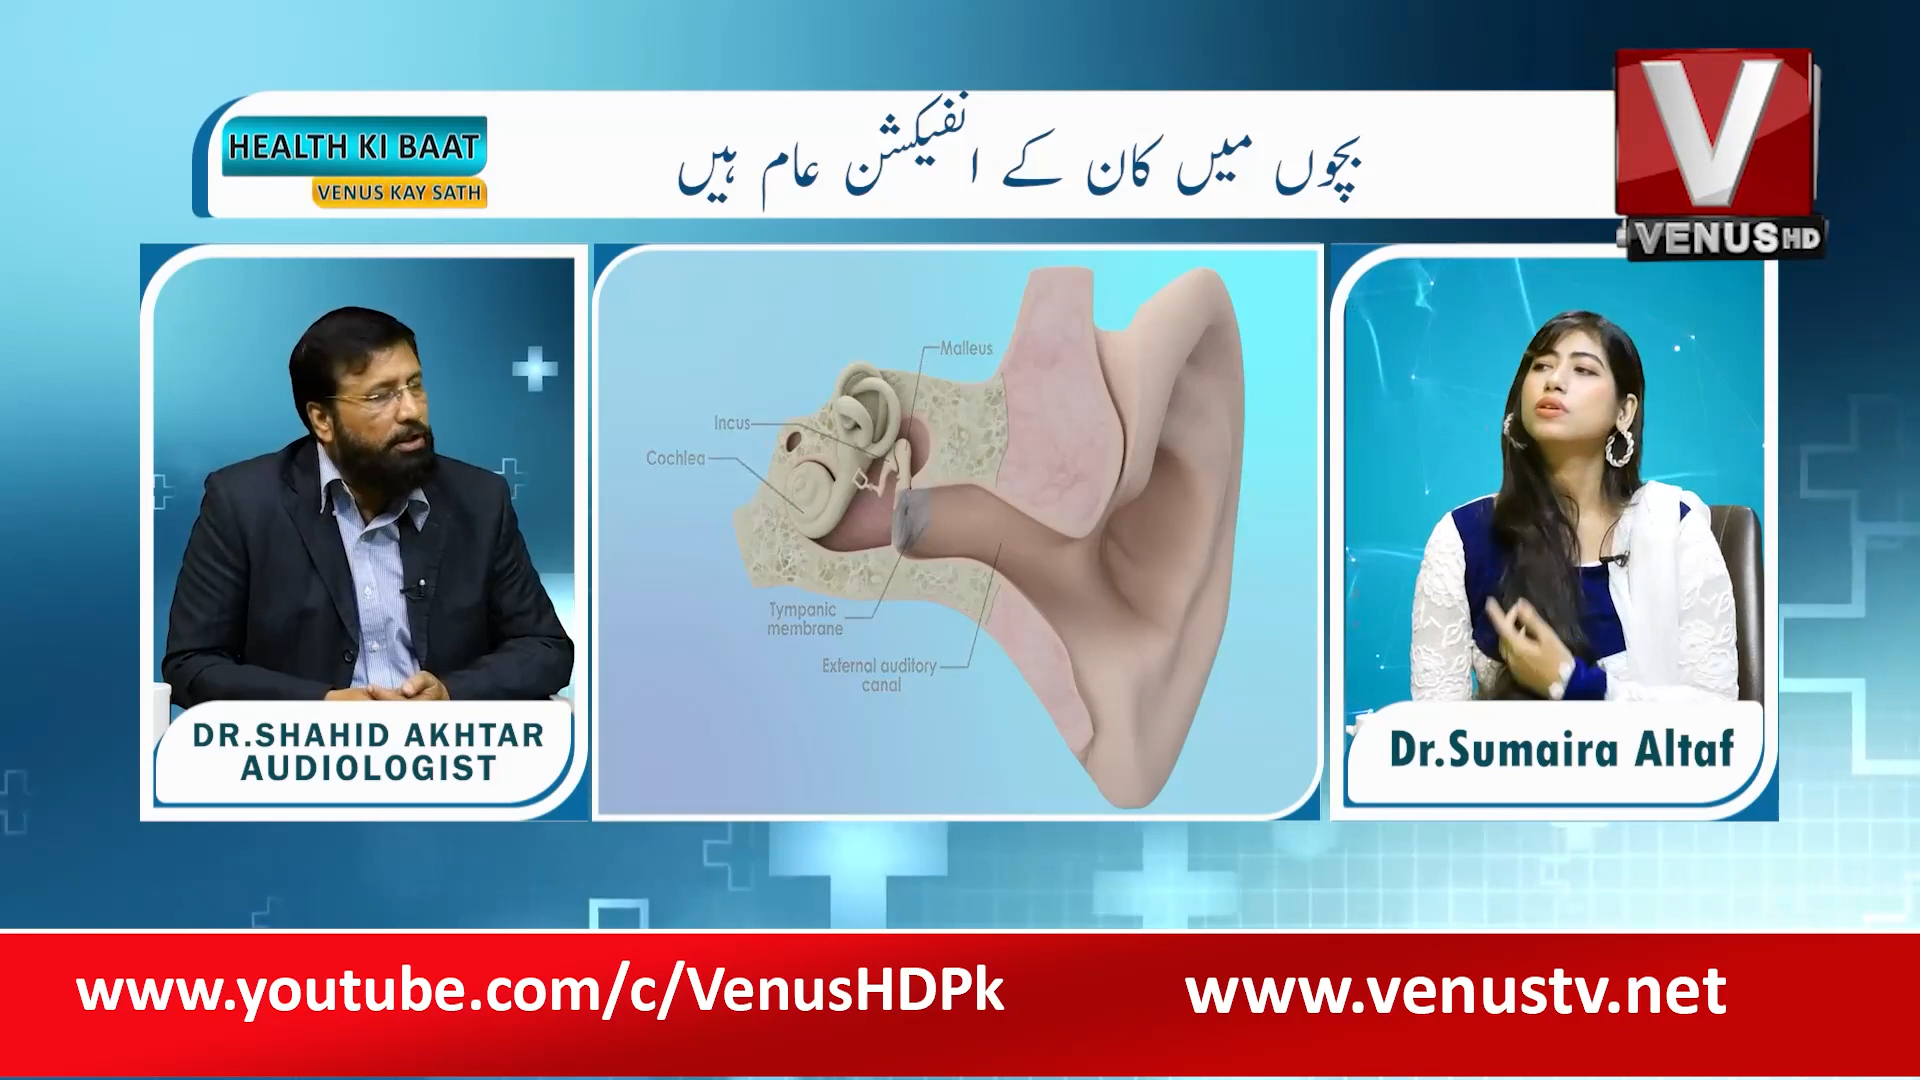 HEALTH KI BAAT
VENUS KAY SATH
بچوں میں کان کے انفیکشن عام ہیں
V
VENUS HD
Malleus
Incus
Cochlea
Tympanic
membrane
External auditory
canal
DR.SHAHID AKHTAR
AUDIOLOGIST
Dr.Sumaira Altaf
www.youtube.com/c/VenusHDPk
www.venustv.net